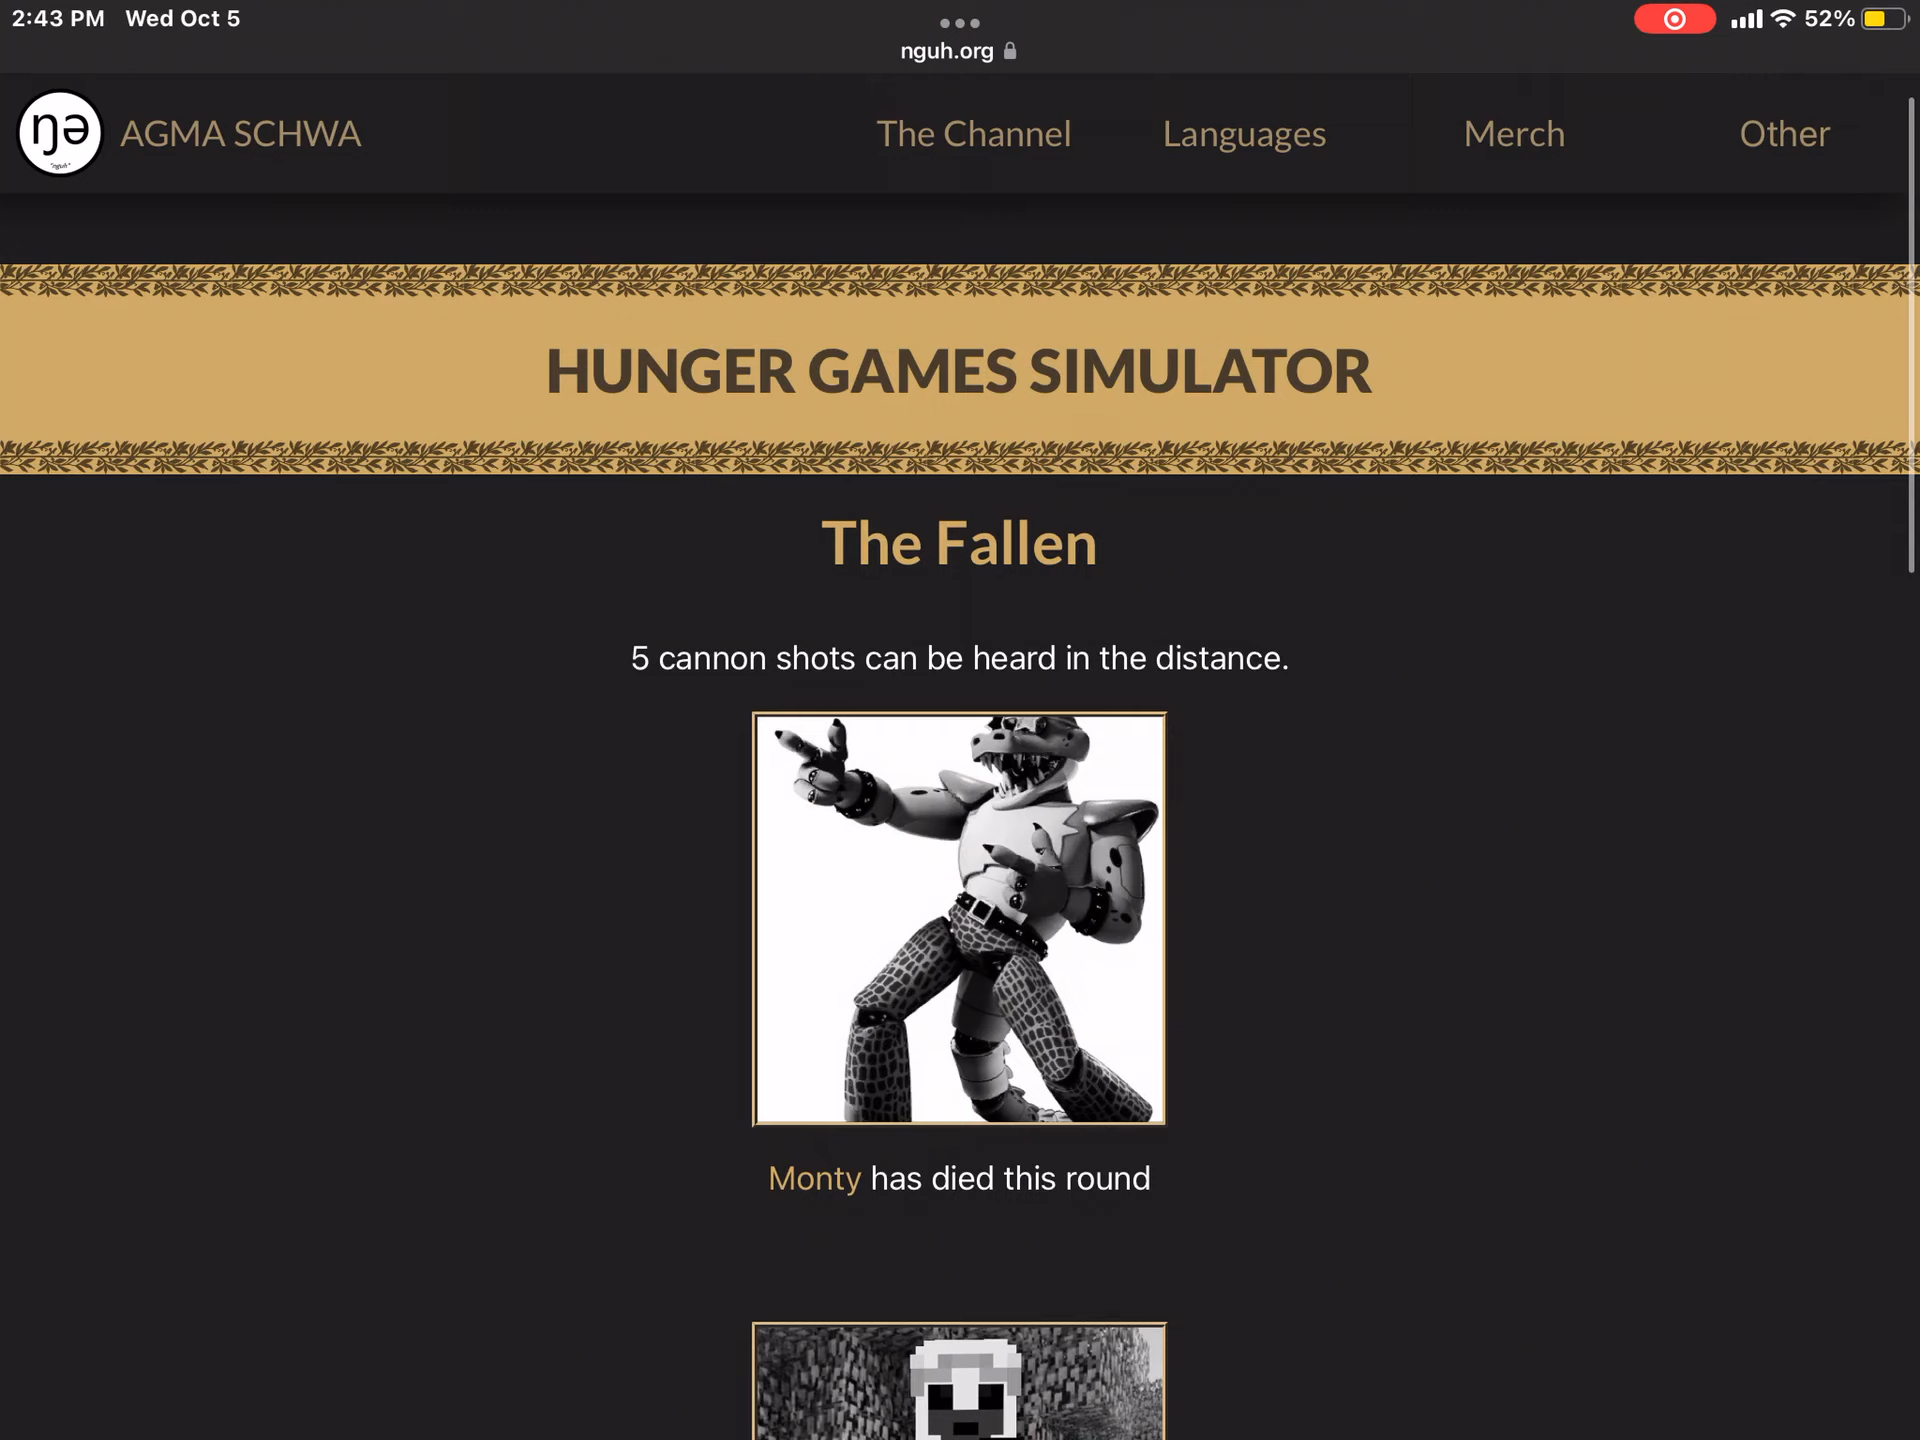 2:43 PM Wed Oct 5
52%
nguh.org
ŋə
"nguh"
AGMA SCHWA
The Channel
Languages
Merch
Other
HUNGER GAMES SIMULATOR
The Fallen
5 cannon shots can be heard in the distance.
Monty has died this round